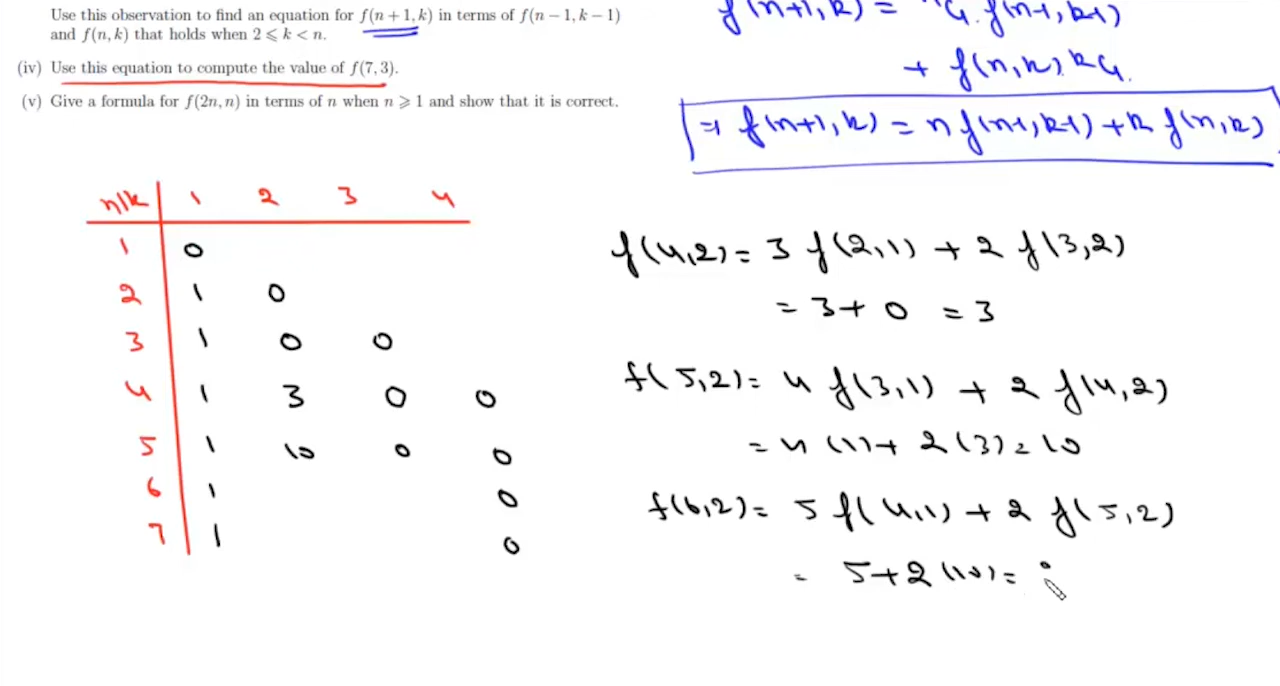 Use this observation to find an equation for f(n + 1, k) in terms of f(n − 1, k − 1)
and f(n, k) that holds when 2 ⩽ k < n.
(iv) Use this equation to compute the value of f(7, 3).
(v) Give a formula for f(2n, n) in terms of n when n ⩾ 1 and show that it is correct.
f(n+1, k) = ⁿC₁. f(n-1, k-1)
+ f(n, k) ᵏC₁.
⇒ f(n+1, k) = n f(n-1, k-1) + k f(n, k)
n/k 1 2 3 4
1 0
2 1 0
3 1 0 0
4 1 3 0 0
5 1 10 0 0
6 1 0
7 1 0
f(4,2) = 3 f(2,1) + 2 f(3,2)
= 3+ 0 = 3
f(5,2) = 4 f(3,1) + 2 f(4,2)
= 4 (1) + 2 (3) = 10
f(6,2) = 5 f(4,1) + 2 f(5,2)
= 5+2 (10) =